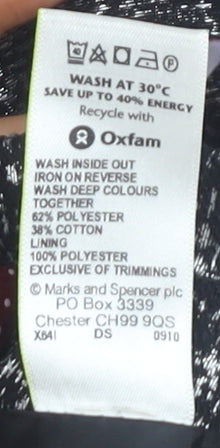 WASH AT 30°C
SAVE UP TO 40% ENERGY
Recycle with
Oxfam
WASH INSIDE OUT
IRON ON REVERSE
WASH DEEP COLOURS
TOGETHER
62% POLYESTER
38% COTTON
LINING
100% POLYESTER
EXCLUSIVE OF TRIMMINGS
© Marks and Spencer plc
PO Box 3339
Chester CH99 9QS
X64I DS 0910